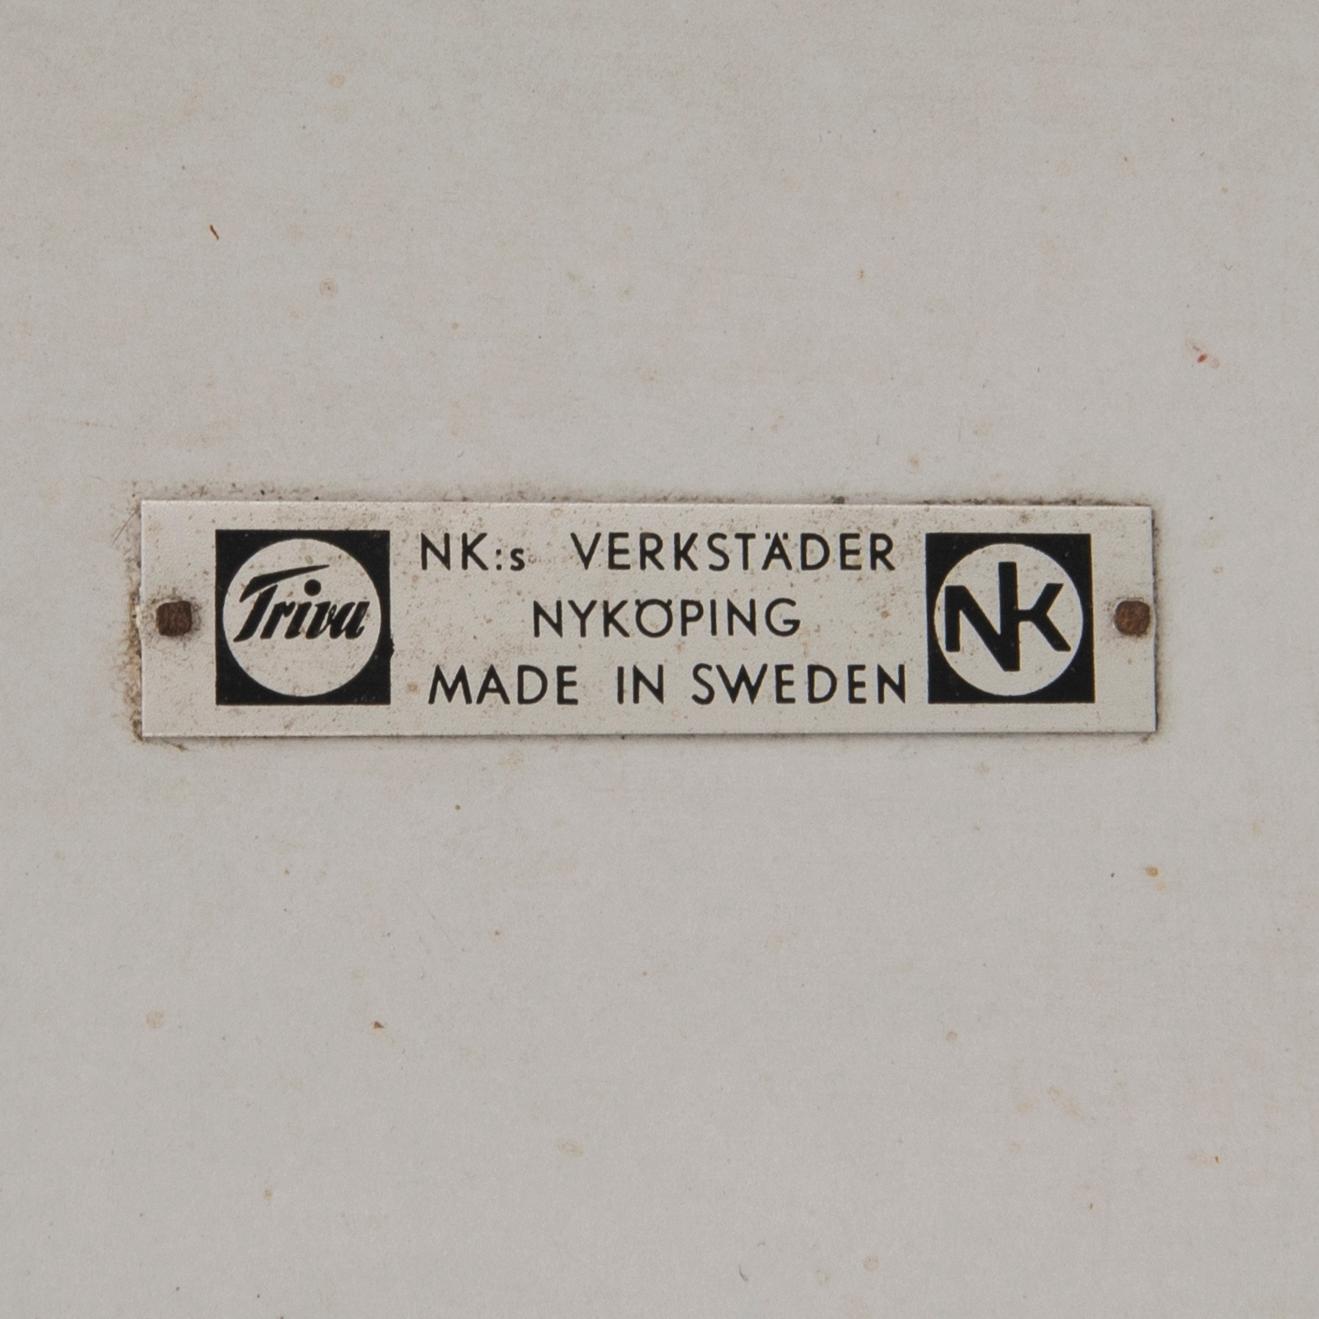 Triva
NK:s VERKSTÄDER
NYKÖPING
MADE IN SWEDEN
NK